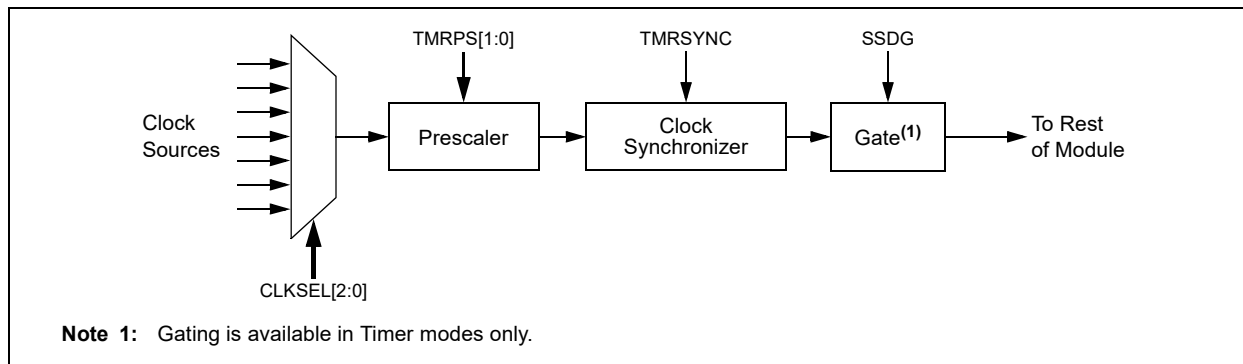 TMRPS[1:0]
TMRSYNC
SSDG
Clock
Sources
Prescaler
Clock
Synchronizer
Gate(1)
To Rest
of Module
CLKSEL[2:0]
Note 1: Gating is available in Timer modes only.